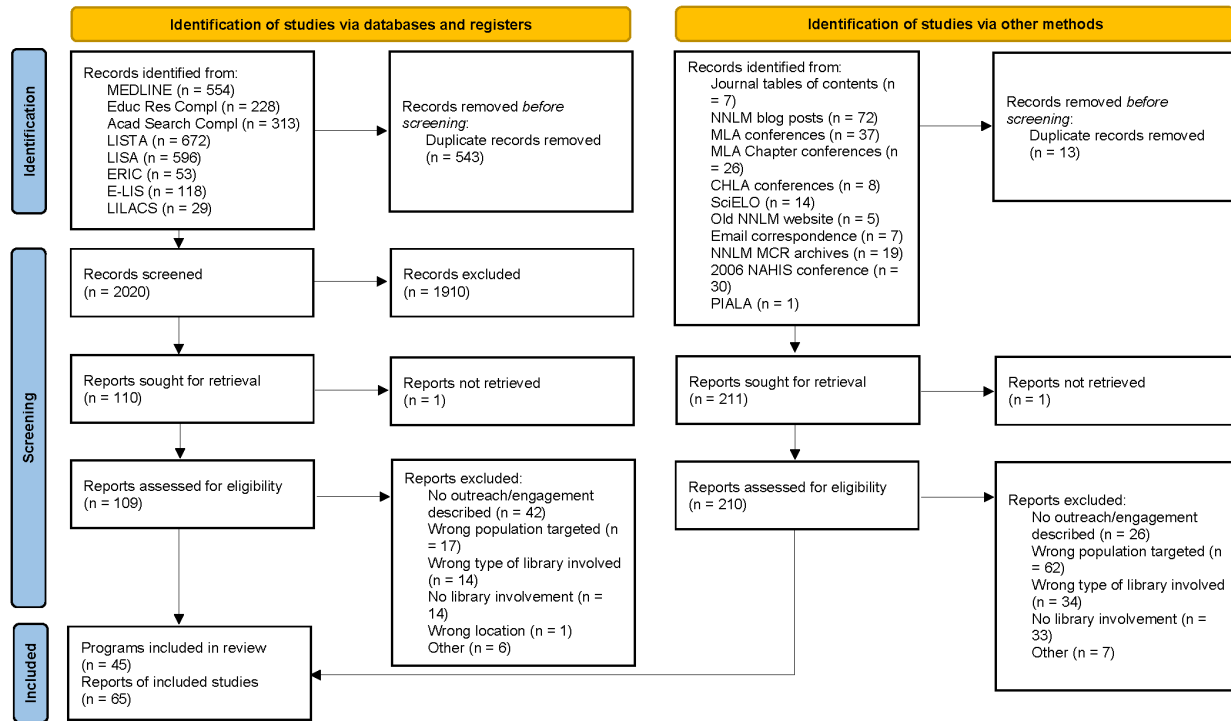 Identification of studies via databases and registers
Identification of studies via other methods
Identification
Records identified from:
MEDLINE (n = 554)
Educ Res Compl (n = 228)
Acad Search Compl (n = 313)
LISTA (n = 672)
LISA (n = 596)
ERIC (n = 53)
E-LIS (n = 118)
LILACS (n = 29)
Records removed before
screening:
Duplicate records removed
(n = 543)
Records identified from:
Journal tables of contents (n
= 7)
NNLM blog posts (n = 72)
MLA conferences (n = 37)
MLA Chapter conferences (n
= 26)
CHLA conferences (n = 8)
SciELO (n = 14)
Old NNLM website (n = 5)
Email correspondence (n = 7)
NNLM MCR archives (n = 19)
2006 NAHIS conference (n =
30)
PIALA (n = 1)
Records removed before
screening:
Duplicate records removed
(n = 13)
Screening
Records screened
(n = 2020)
Records excluded
(n = 1910)
Reports sought for retrieval
(n = 110)
Reports not retrieved
(n = 1)
Reports sought for retrieval
(n = 211)
Reports not retrieved
(n = 1)
Reports assessed for eligibility
(n = 109)
Reports excluded:
No outreach/engagement
described (n = 42)
Wrong population targeted (n
= 17)
Wrong type of library involved
(n = 14)
No library involvement (n =
14)
Wrong location (n = 1)
Other (n = 6)
Reports assessed for eligibility
(n = 210)
Reports excluded:
No outreach/engagement
described (n = 26)
Wrong population targeted (n
= 62)
Wrong type of library involved
(n = 34)
No library involvement (n =
33)
Other (n = 7)
Included
Programs included in review
(n = 45)
Reports of included studies
(n = 65)